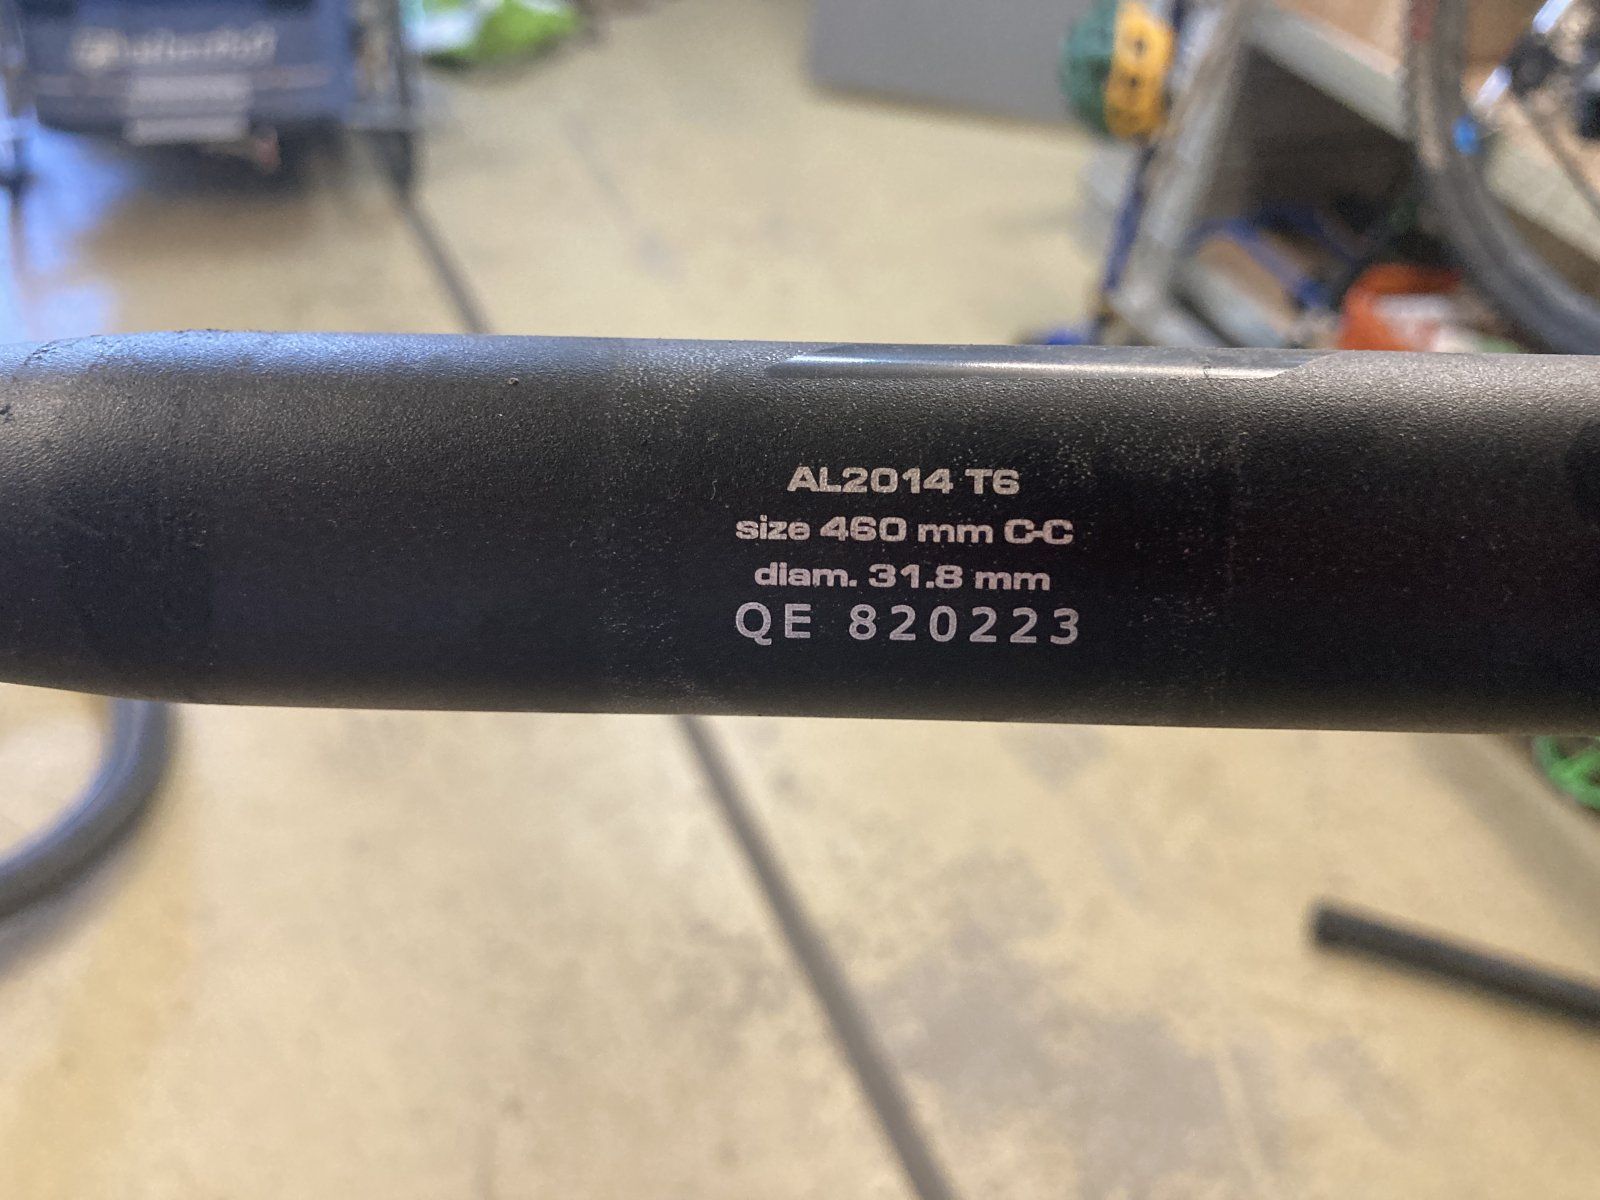 AL2014 T6
size 460 mm C-C
diam. 31.8 mm
QE 820223